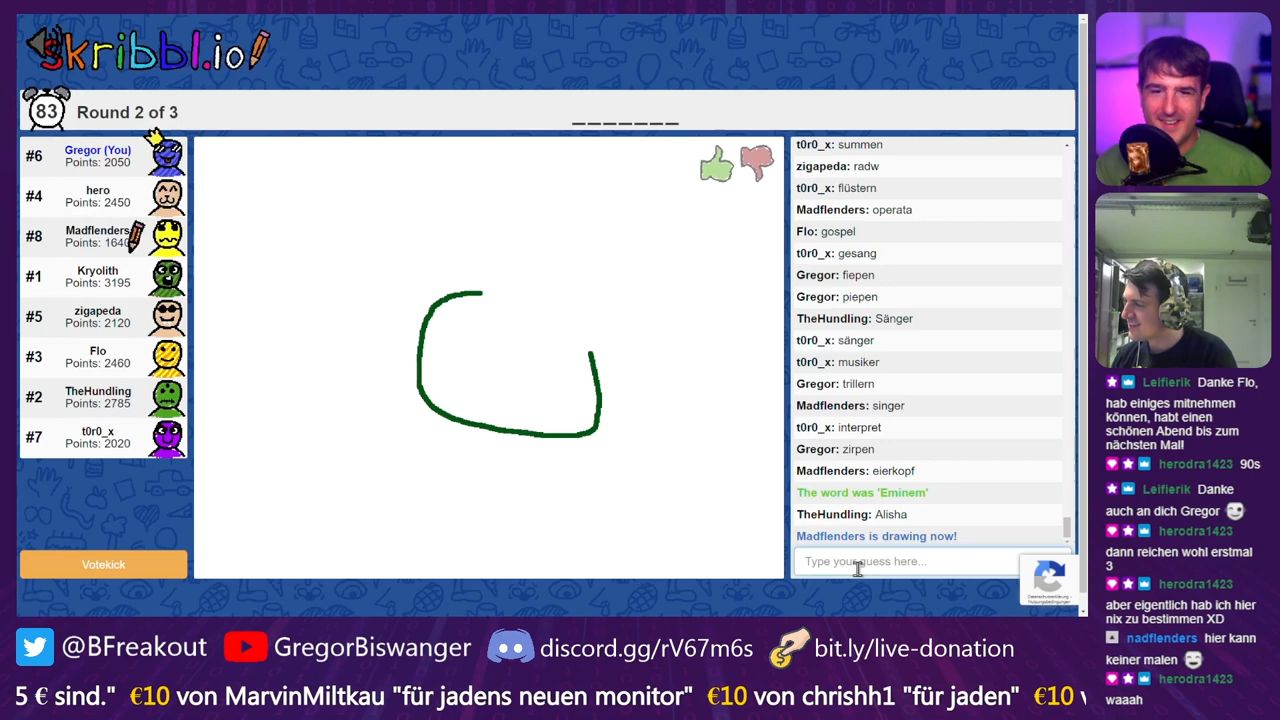 skribbl.io
83
Round 2 of 3
_______
#6
Gregor (You)
Points: 2050
#4
hero
Points: 2450
#8
Madflenders
Points: 1640
#1
Kryolith
Points: 3195
#5
zigapeda
Points: 2120
#3
Flo
Points: 2460
#2
TheHundling
Points: 2785
#7
t0r0_x
Points: 2020
Votekick
t0r0_x: summen
zigapeda: radw
t0r0_x: flüstern
Madflenders: operata
Flo: gospel
t0r0_x: gesang
Gregor: fiepen
Gregor: piepen
TheHundling: Sänger
t0r0_x: sänger
t0r0_x: musiker
Gregor: trillern
Madflenders: singer
t0r0_x: interpret
Gregor: zirpen
Madflenders: eierkopf
The word was 'Eminem'
TheHundling: Alisha
Madflenders is drawing now!
Type your guess here...
Leifierik Danke Flo,
hab einiges mitnehmen
können, habt einen
schönen Abend bis zum
nächsten Mal!
herodra1423 90s
Leifierik Danke
auch an dich Gregor
herodra1423
dann reichen wohl erstmal
3
herodra1423
aber eigentlich hab ich hier
nix zu bestimmen XD
nadflenders hier kann
keiner malen
herodra1423
waaah
@BFreakout
GregorBiswanger
discord.gg/rV67m6s
bit.ly/live-donation
5 € sind." €10 von MarvinMiltkau "für jadens neuen monitor" €10 von chrishh1 "für jaden" €10